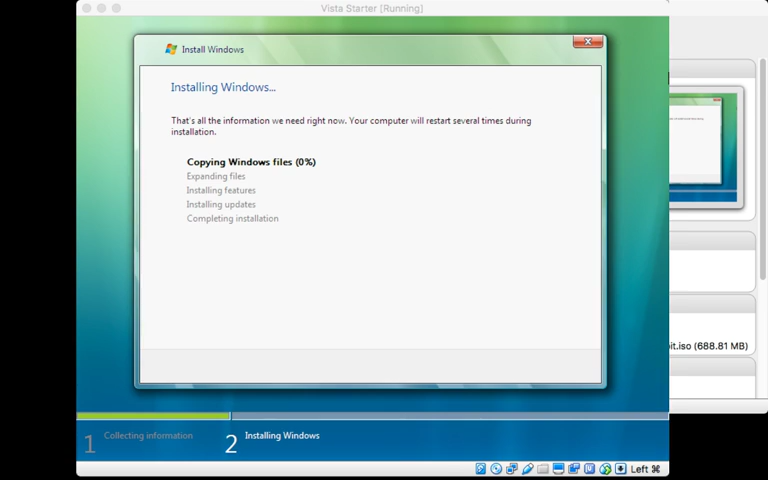 Vista Starter [Running]
Install Windows
Installing Windows...
That's all the information we need right now. Your computer will restart several times during
installation.
Copying Windows files (0%)
Expanding files
Installing features
Installing updates
Completing installation
1 Collecting information
2 Installing Windows
bit.iso (688.81 MB)
Left ⌘